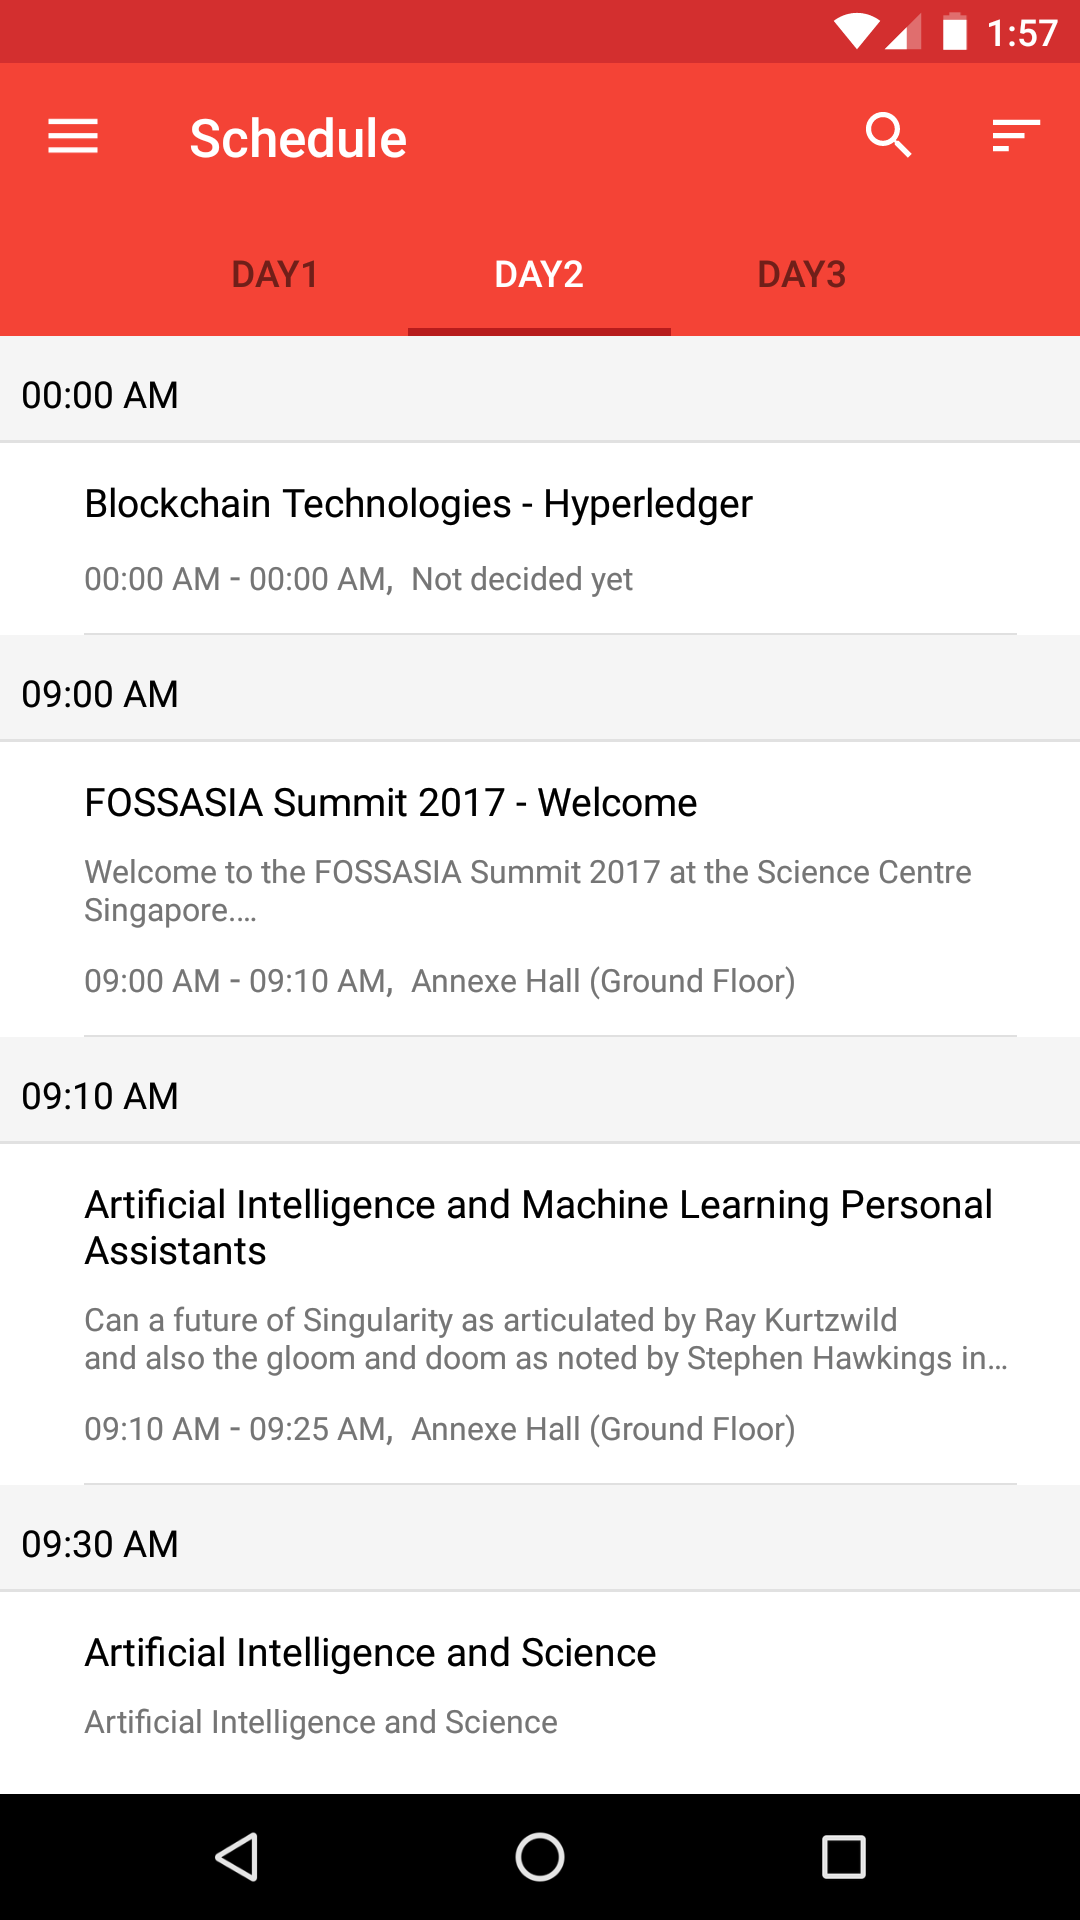 1:57
Schedule
DAY1 DAY2 DAY3
00:00 AM
Blockchain Technologies - Hyperledger
00:00 AM - 00:00 AM, Not decided yet
09:00 AM
FOSSASIA Summit 2017 - Welcome
Welcome to the FOSSASIA Summit 2017 at the Science Centre
Singapore.…
09:00 AM - 09:10 AM, Annexe Hall (Ground Floor)
09:10 AM
Artificial Intelligence and Machine Learning Personal
Assistants
Can a future of Singularity as articulated by Ray Kurtzwild
and also the gloom and doom as noted by Stephen Hawkings in…
09:10 AM - 09:25 AM, Annexe Hall (Ground Floor)
09:30 AM
Artificial Intelligence and Science
Artificial Intelligence and Science